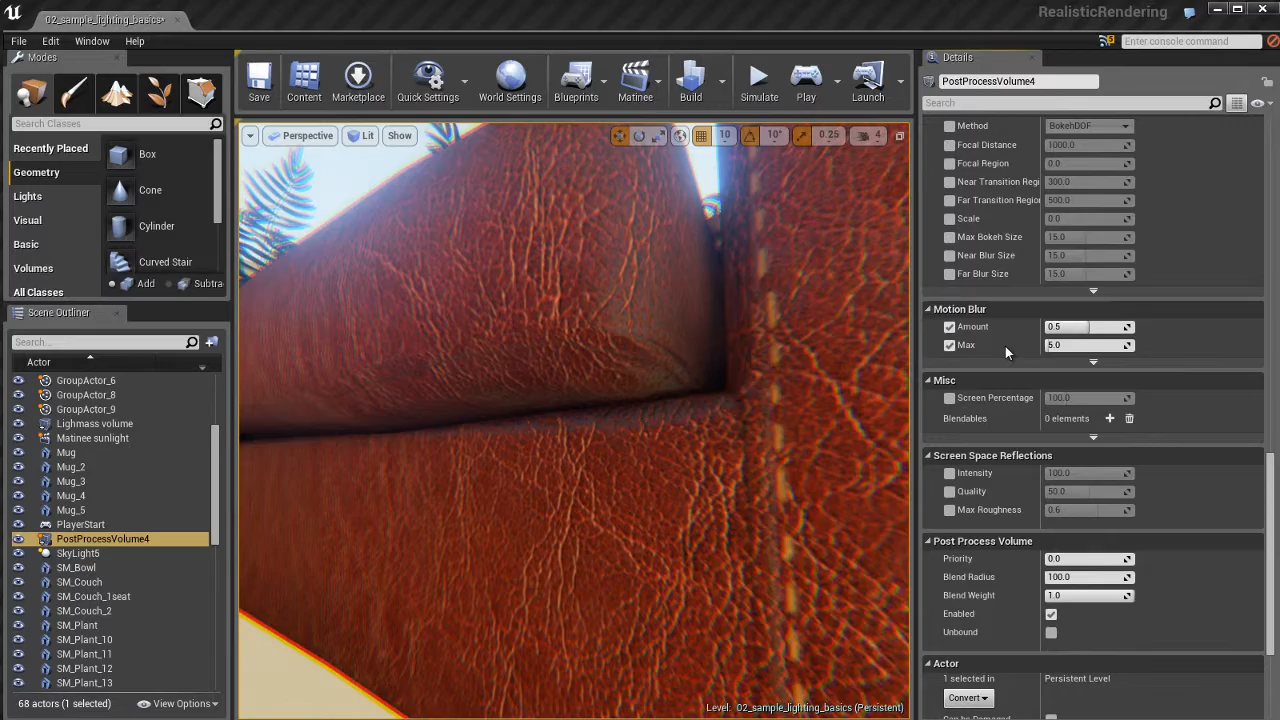 02_sample_lighting_basics*
RealisticRendering
File Edit Window Help
5
Enter console command
Modes
Search Classes
Recently Placed
Geometry
Lights
Visual
Basic
Volumes
All Classes
Box
Cone
Cylinder
Curved Stair
Add Subtra
Save Content Marketplace Quick Settings World Settings Blueprints Matinee Build Simulate Play Launch
Perspective Lit Show
10 10° 0.25 4
Scene Outliner
Search...
Actor
GroupActor_6
GroupActor_8
GroupActor_9
Lighmass volume
Matinee sunlight
Mug
Mug_2
Mug_3
Mug_4
Mug_5
PlayerStart
PostProcessVolume4
SkyLight5
SM_Bowl
SM_Couch
SM_Couch_1seat
SM_Couch_2
SM_Plant
SM_Plant_10
SM_Plant_11
SM_Plant_12
SM_Plant_13
68 actors (1 selected) View Options
Level: 02_sample_lighting_basics (Persistent)
Details
PostProcessVolume4
Search
Method BokehDOF
Focal Distance 1000.0
Focal Region 0.0
Near Transition Regi 300.0
Far Transition Region 500.0
Scale 0.0
Max Bokeh Size 15.0
Near Blur Size 15.0
Far Blur Size 15.0
Motion Blur
Amount 0.5
Max 5.0
Misc
Screen Percentage 100.0
Blendables 0 elements
Screen Space Reflections
Intensity 100.0
Quality 50.0
Max Roughness 0.6
Post Process Volume
Priority 0.0
Blend Radius 100.0
Blend Weight 1.0
Enabled
Unbound
Actor
1 selected in Persistent Level
Convert
Can be Damaged